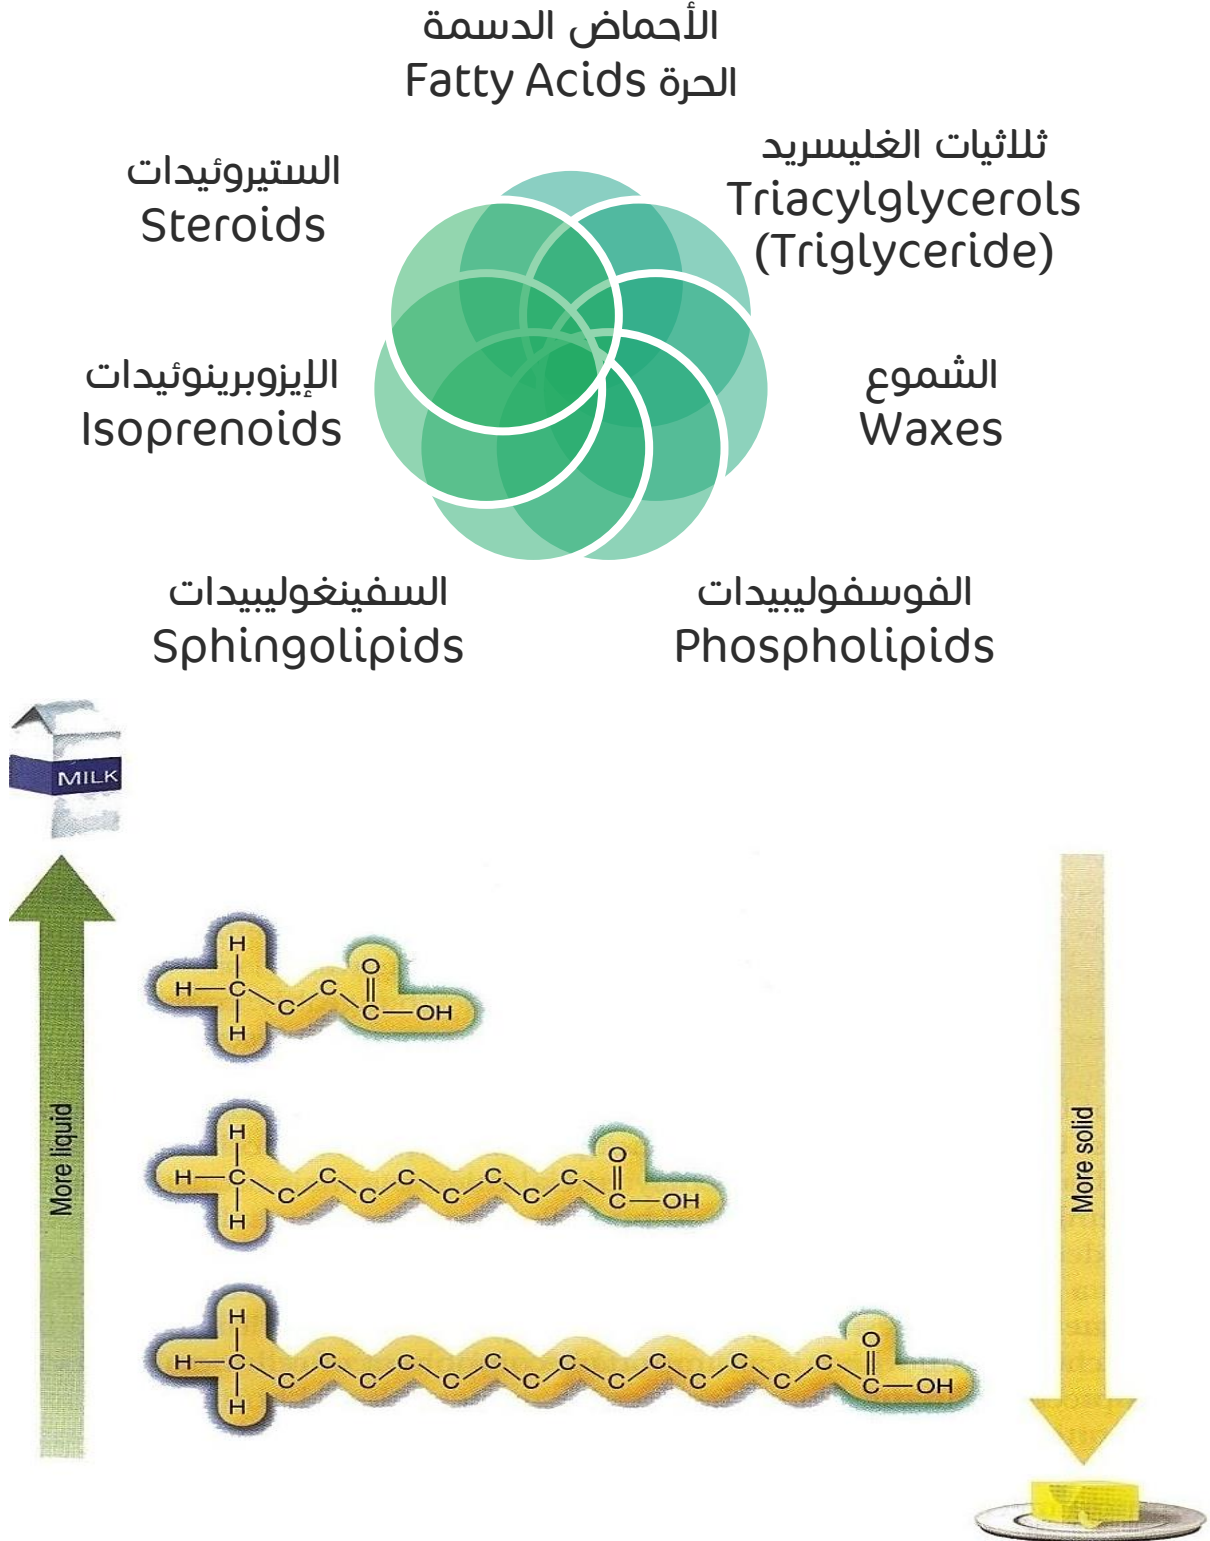 الأحماض الدسمة
الحرة Fatty Acids
ثلاثيات الغليسريد
Triacylglycerols
(Triglyceride)
الستيروئيدات
Steroids
الشموع
Waxes
الإيزوبرينوئيدات
Isoprenoids
الفوسفوليبيدات
Phospholipids
السفينغوليبيدات
Sphingolipids
MILK
More liquid
More solid
H
O
H C C C C OH
H
H
O
H C C C C C C C C C C OH
H
H
O
H C C C C C C C C C C C C C C C C OH
H